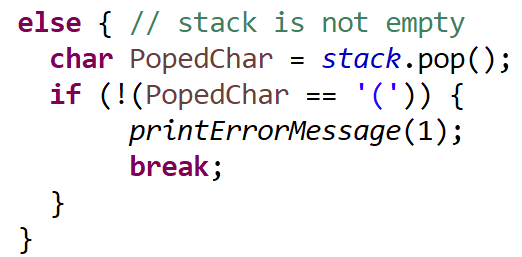 else { // stack is not empty
char PopedChar = stack.pop();
if (!(PopedChar == '(')) {
printErrorMessage(1);
break;
}
}